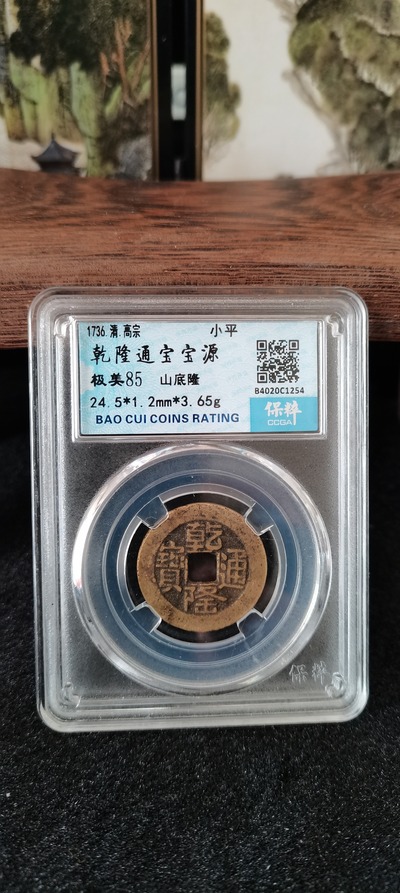 1736.清.高宗 小平
乾隆通宝宝源
极美85 山底隆
B4020C1254
24.5*1.2mm*3.65g
保粹
BAO CUI COINS RATING
CCGA
乾隆通寶
保粹